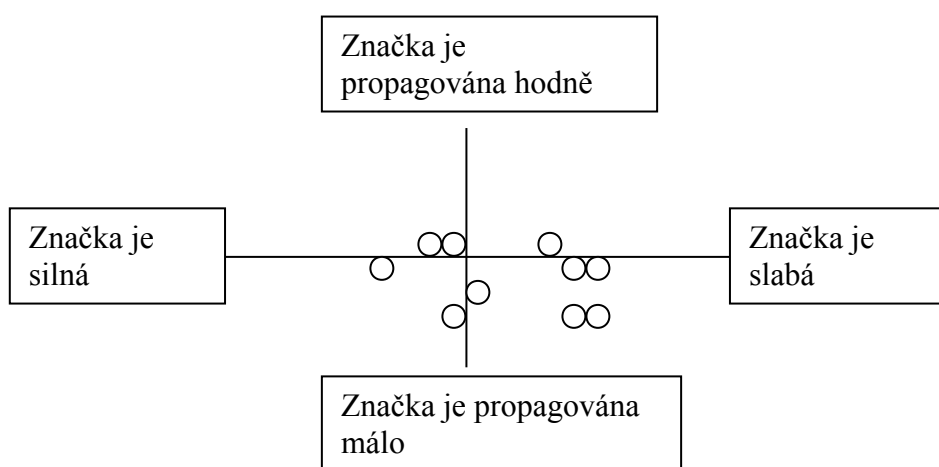 Značka je
propagována hodně
Značka je
silná
Značka je
slabá
Značka je propagována
málo